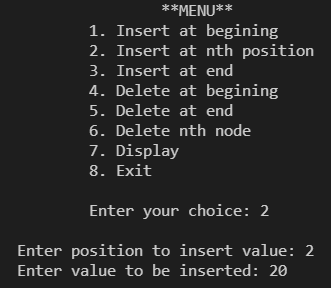 **MENU**
1. Insert at begining
2. Insert at nth position
3. Insert at end
4. Delete at begining
5. Delete at end
6. Delete nth node
7. Display
8. Exit
Enter your choice: 2
Enter position to insert value: 2
Enter value to be inserted: 20